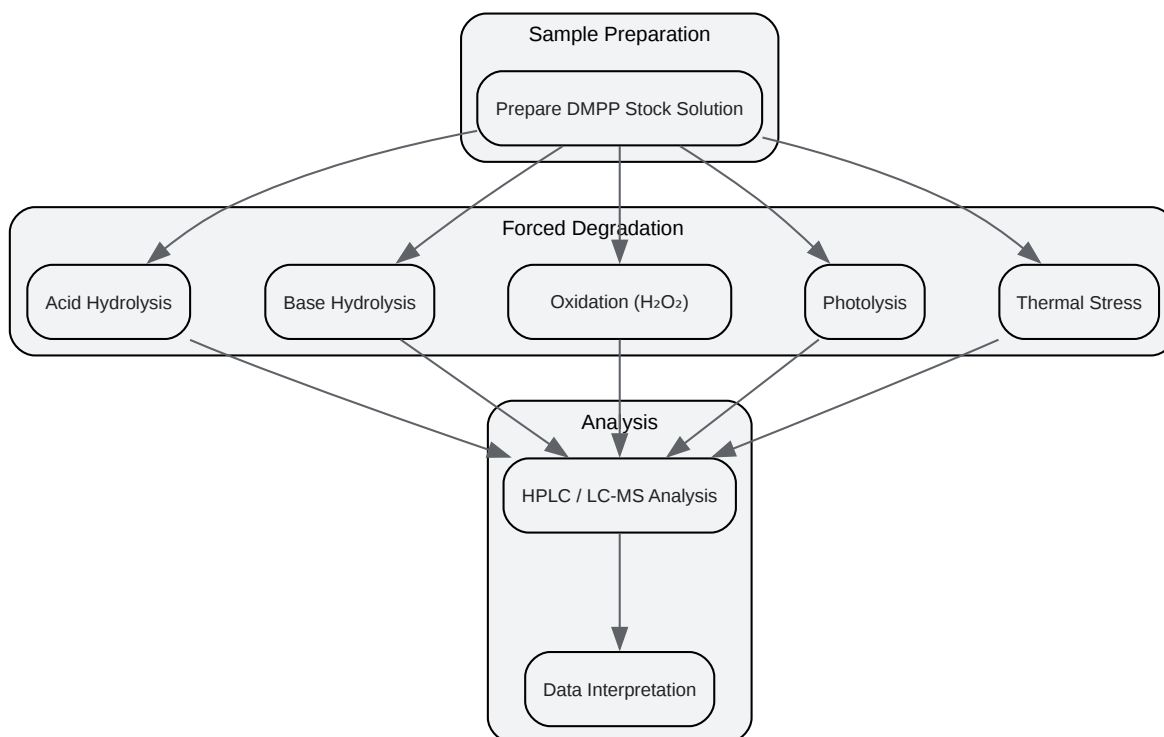 Sample Preparation
Prepare DMPP Stock Solution
Forced Degradation
Acid Hydrolysis
Base Hydrolysis
Oxidation (H₂O₂)
Photolysis
Thermal Stress
Analysis
HPLC / LC-MS Analysis
Data Interpretation